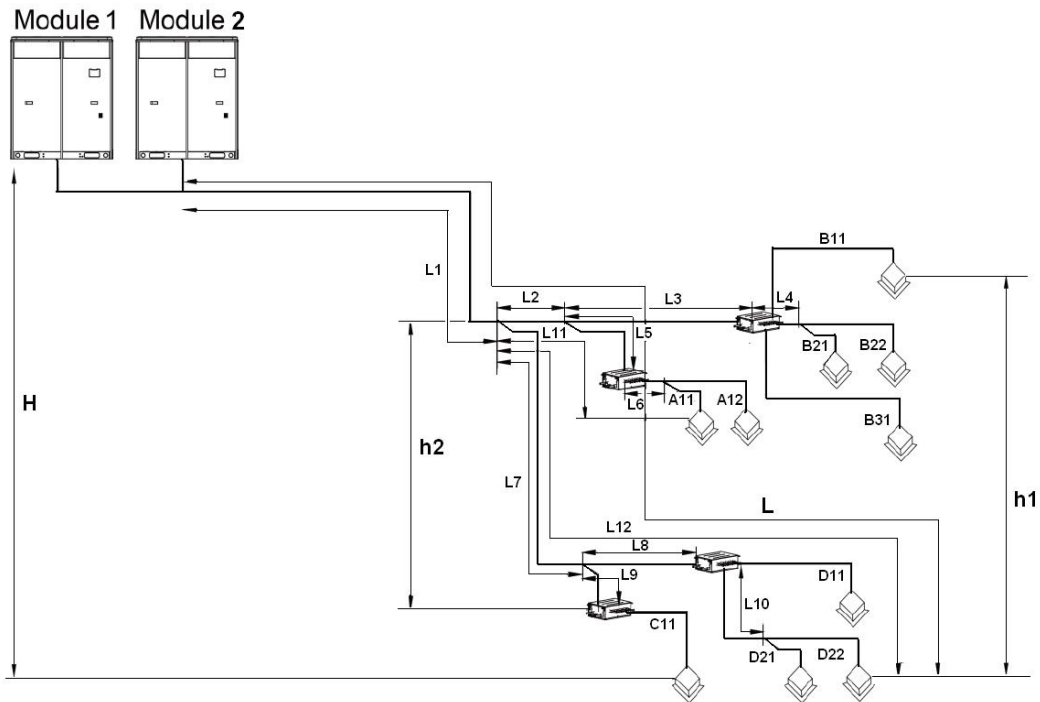 Module 1 Module 2
B11
L1
L2
L3
L4
L11
L5
B21
B22
H
L6
A11
A12
B31
h2
L7
L
h1
L12
L8
L9
D11
L10
C11
D21
D22